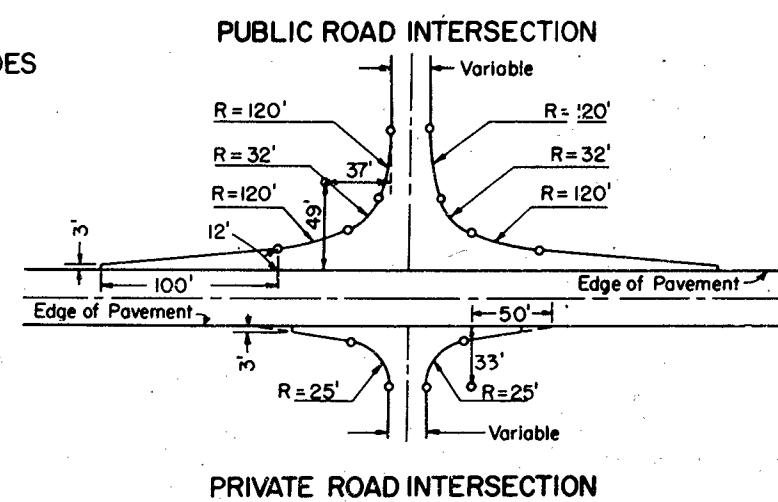 PUBLIC ROAD INTERSECTION
DES
Variable
R=120'
R=120'
R=32'
37'
R=32'
R=120'
49'
R=120'
3'
12'
100'
Edge of Pavement
Edge of Pavement
50'
3'
33'
R=25'
R=25'
Variable
PRIVATE ROAD INTERSECTION